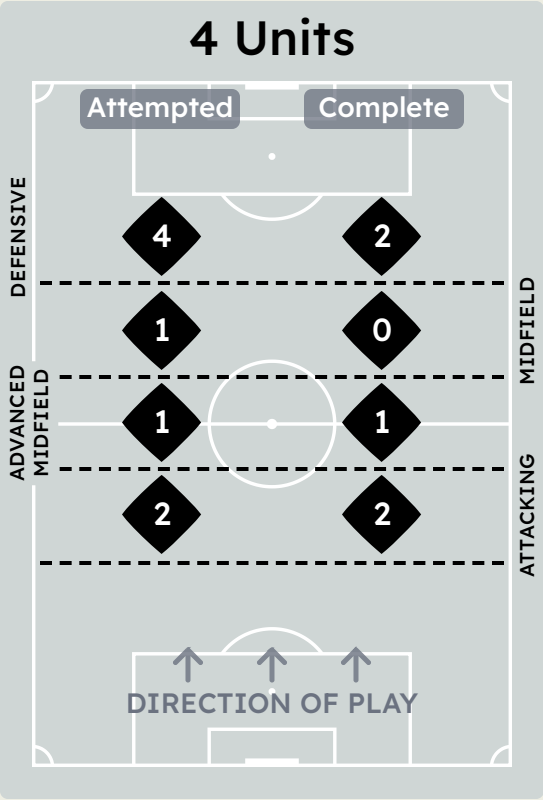 4 Units
Attempted Complete
DEFENSIVE
4 2
MIDFIELD
1 0
ADVANCED
MIDFIELD
1 1
ATTACKING
2 2
DIRECTION OF PLAY